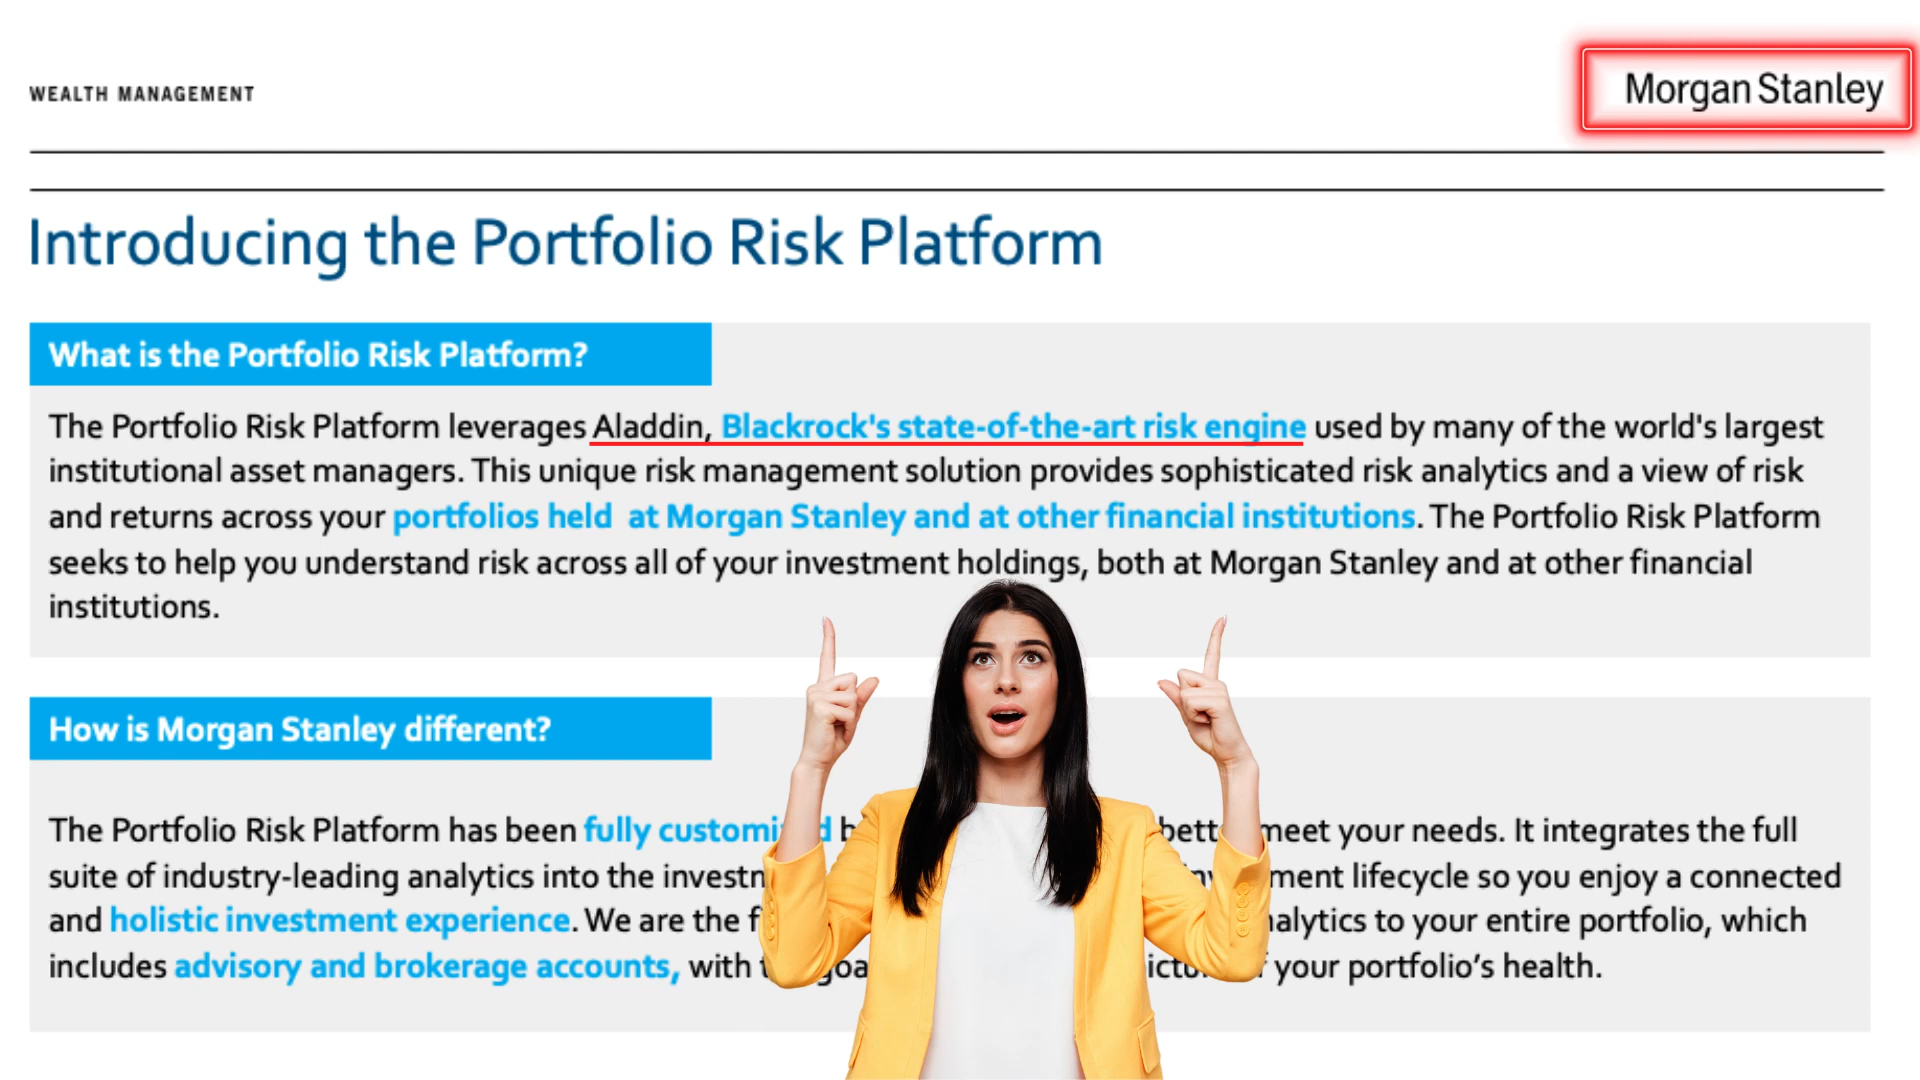 WEALTH MANAGEMENT
Morgan Stanley
Introducing the Portfolio Risk Platform
What is the Portfolio Risk Platform?
The Portfolio Risk Platform leverages Aladdin, Blackrock's state-of-the-art risk engine used by many of the world's largest
institutional asset managers. This unique risk management solution provides sophisticated risk analytics and a view of risk
and returns across your portfolios held at Morgan Stanley and at other financial institutions. The Portfolio Risk Platform
seeks to help you understand risk across all of your investment holdings, both at Morgan Stanley and at other financial
institutions.
How is Morgan Stanley different?
The Portfolio Risk Platform has been fully meet your needs. It integrates the full
suite of industry-leading analytics into the lifecycle so you enjoy a connected
and holistic investment experience. We are the to your entire portfolio, which
includes advisory and brokerage accounts, with your portfolio’s health.